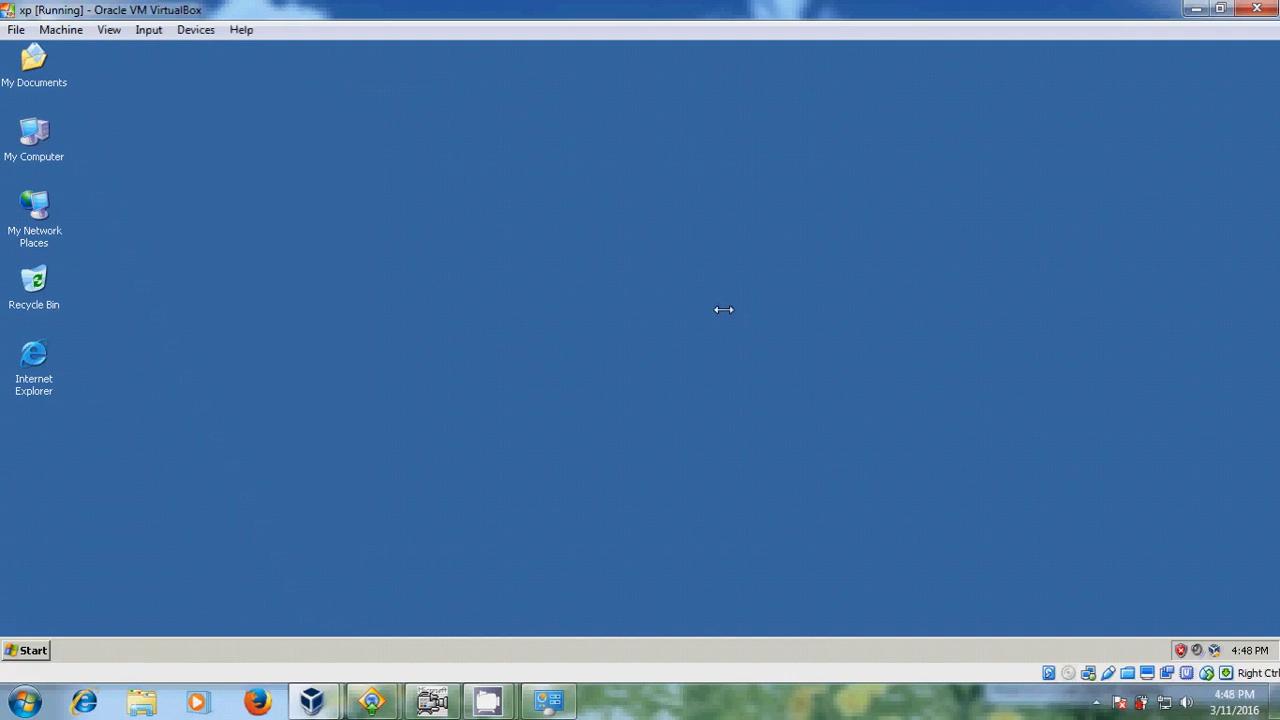 xp [Running] - Oracle VM VirtualBox
File Machine View Input Devices Help
My Documents
My Computer
My Network
Places
Recycle Bin
Internet
Explorer
Start
4:48 PM
Right Ctrl
4:48 PM
3/11/2016